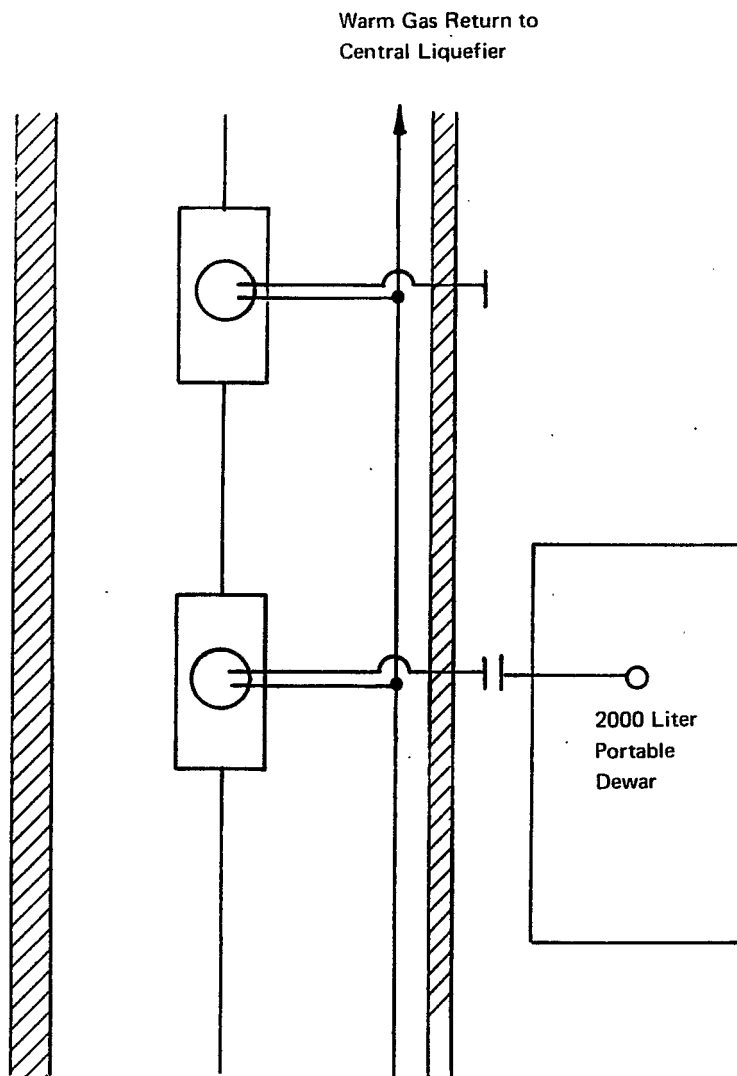 Warm Gas Return to
Central Liquefier
2000 Liter
Portable
Dewar